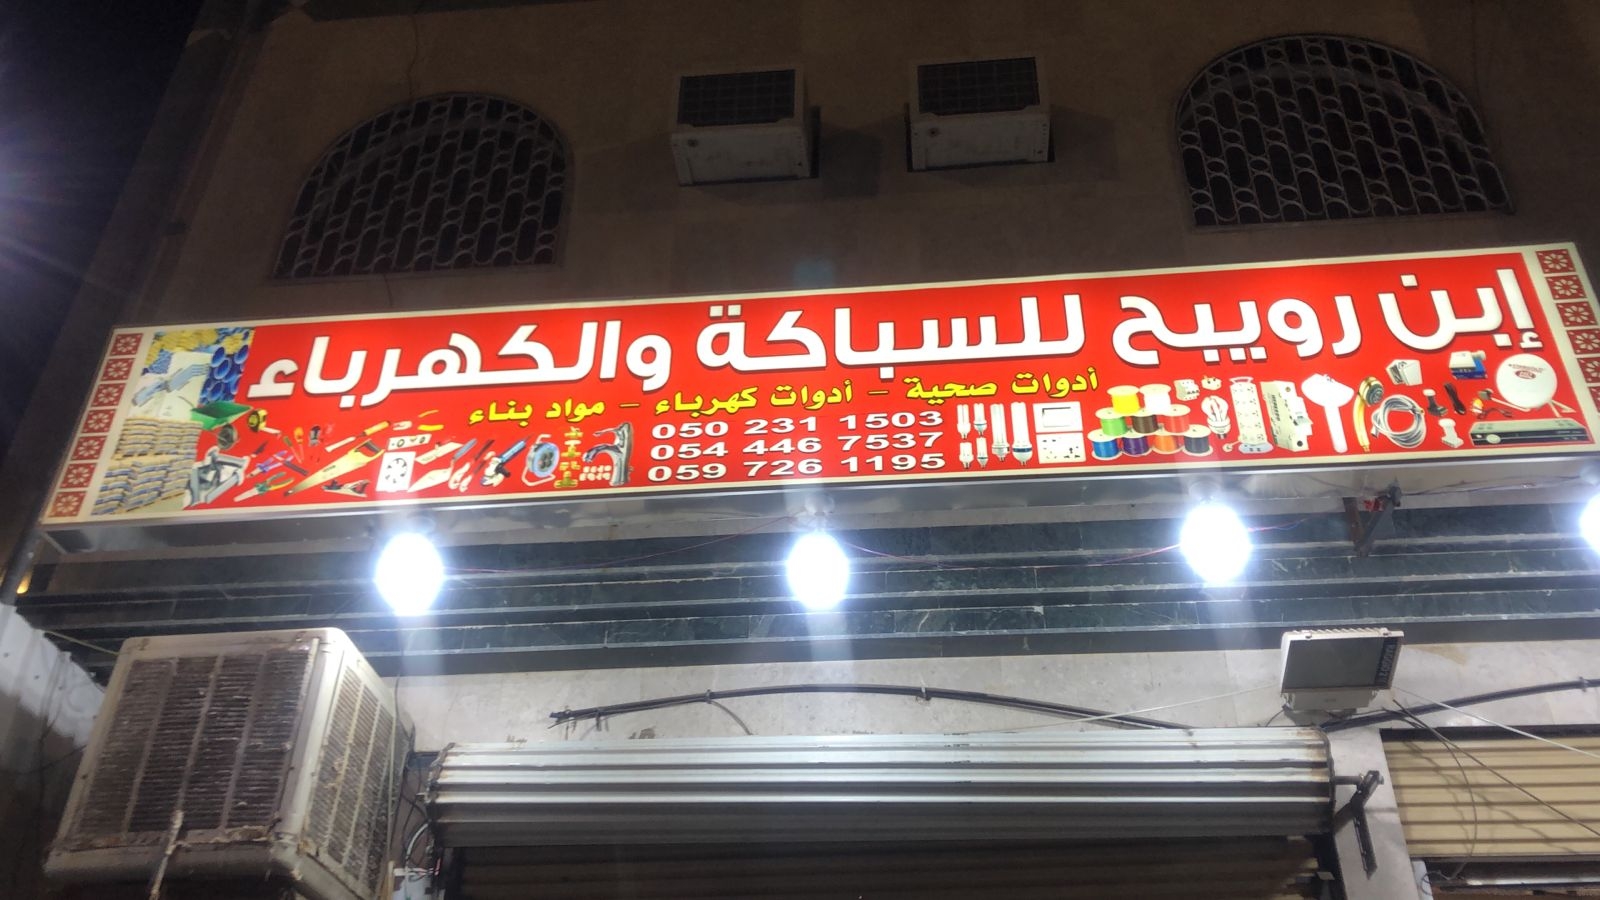 إبن رويبح للسباكة والكهرباء
أدوات صحية - أدوات كهرباء - مواد بناء
050 231 1503
054 446 7537
059 726 1195